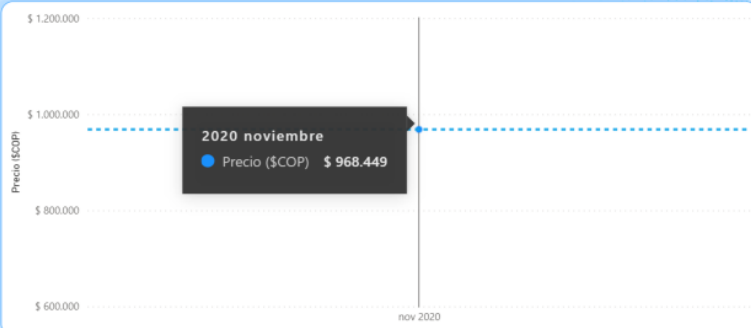 $ 1.200.000
$ 1.000.000
2020 noviembre
Precio ($COP) $ 968.449
Precio ($COP)
$ 800.000
$ 600.000
nov 2020